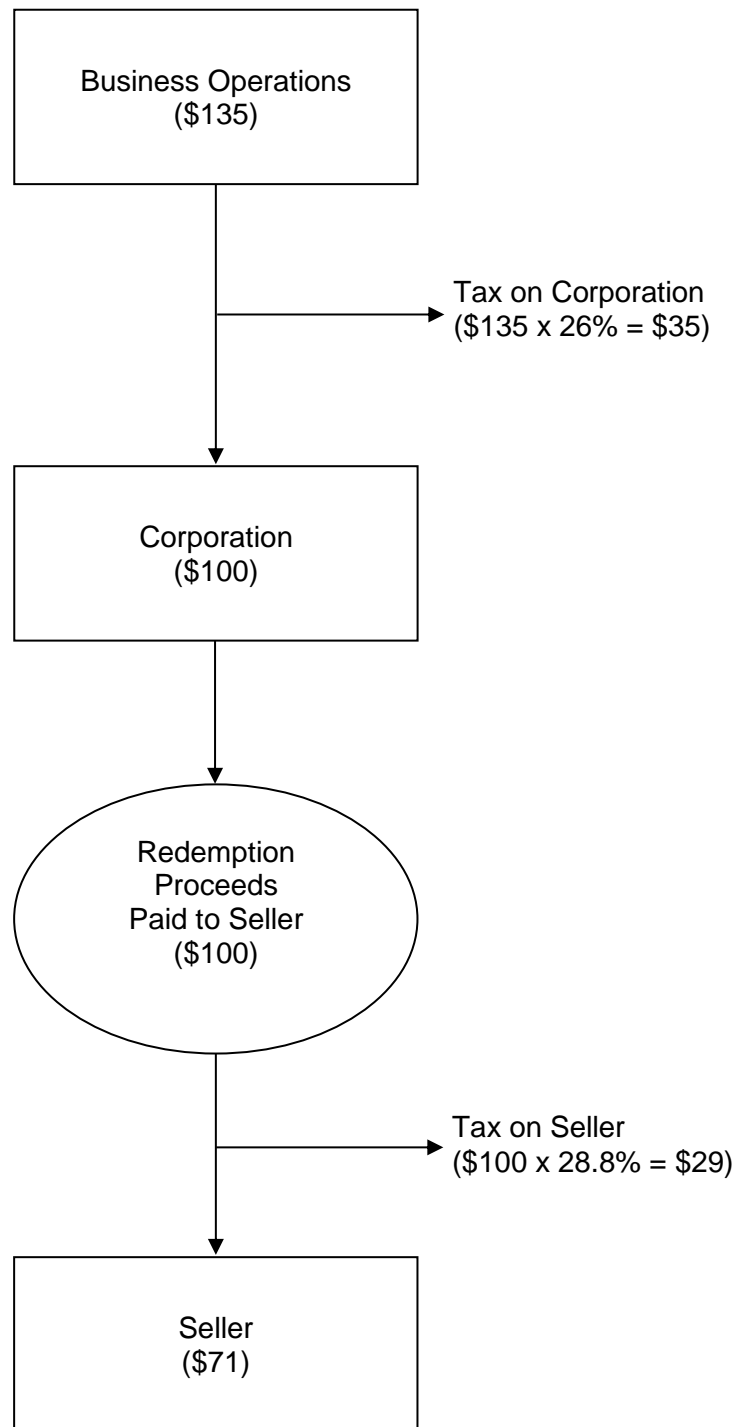 Business Operations
($135)
Tax on Corporation
($135 x 26% = $35)
Corporation
($100)
Redemption
Proceeds
Paid to Seller
($100)
Tax on Seller
($100 x 28.8% = $29)
Seller
($71)